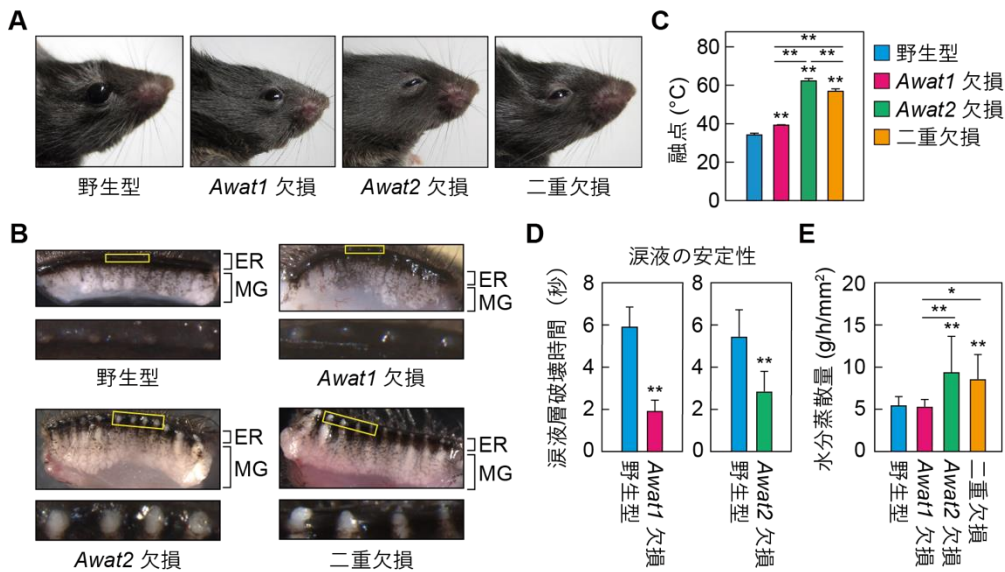 A
野生型
Awat1 欠損
Awat2 欠損
二重欠損
B
ER
MG
ER
MG
野生型
Awat1 欠損
ER
MG
ER
MG
Awat2 欠損
二重欠損
C
融点 (°C)
80
60
40
20
0
**
**
**
**
**
**
野生型
Awat1 欠損
Awat2 欠損
二重欠損
D
涙液の安定性
涙液層破壊時間（秒）
8
6
4
2
0
**
野生型
Awat1 欠損
8
6
4
2
0
**
野生型
Awat2 欠損
E
水分蒸散量 (g/h/mm²)
20
15
10
5
0
*
**
**
**
野生型
Awat1 欠損
Awat2 欠損
二重欠損